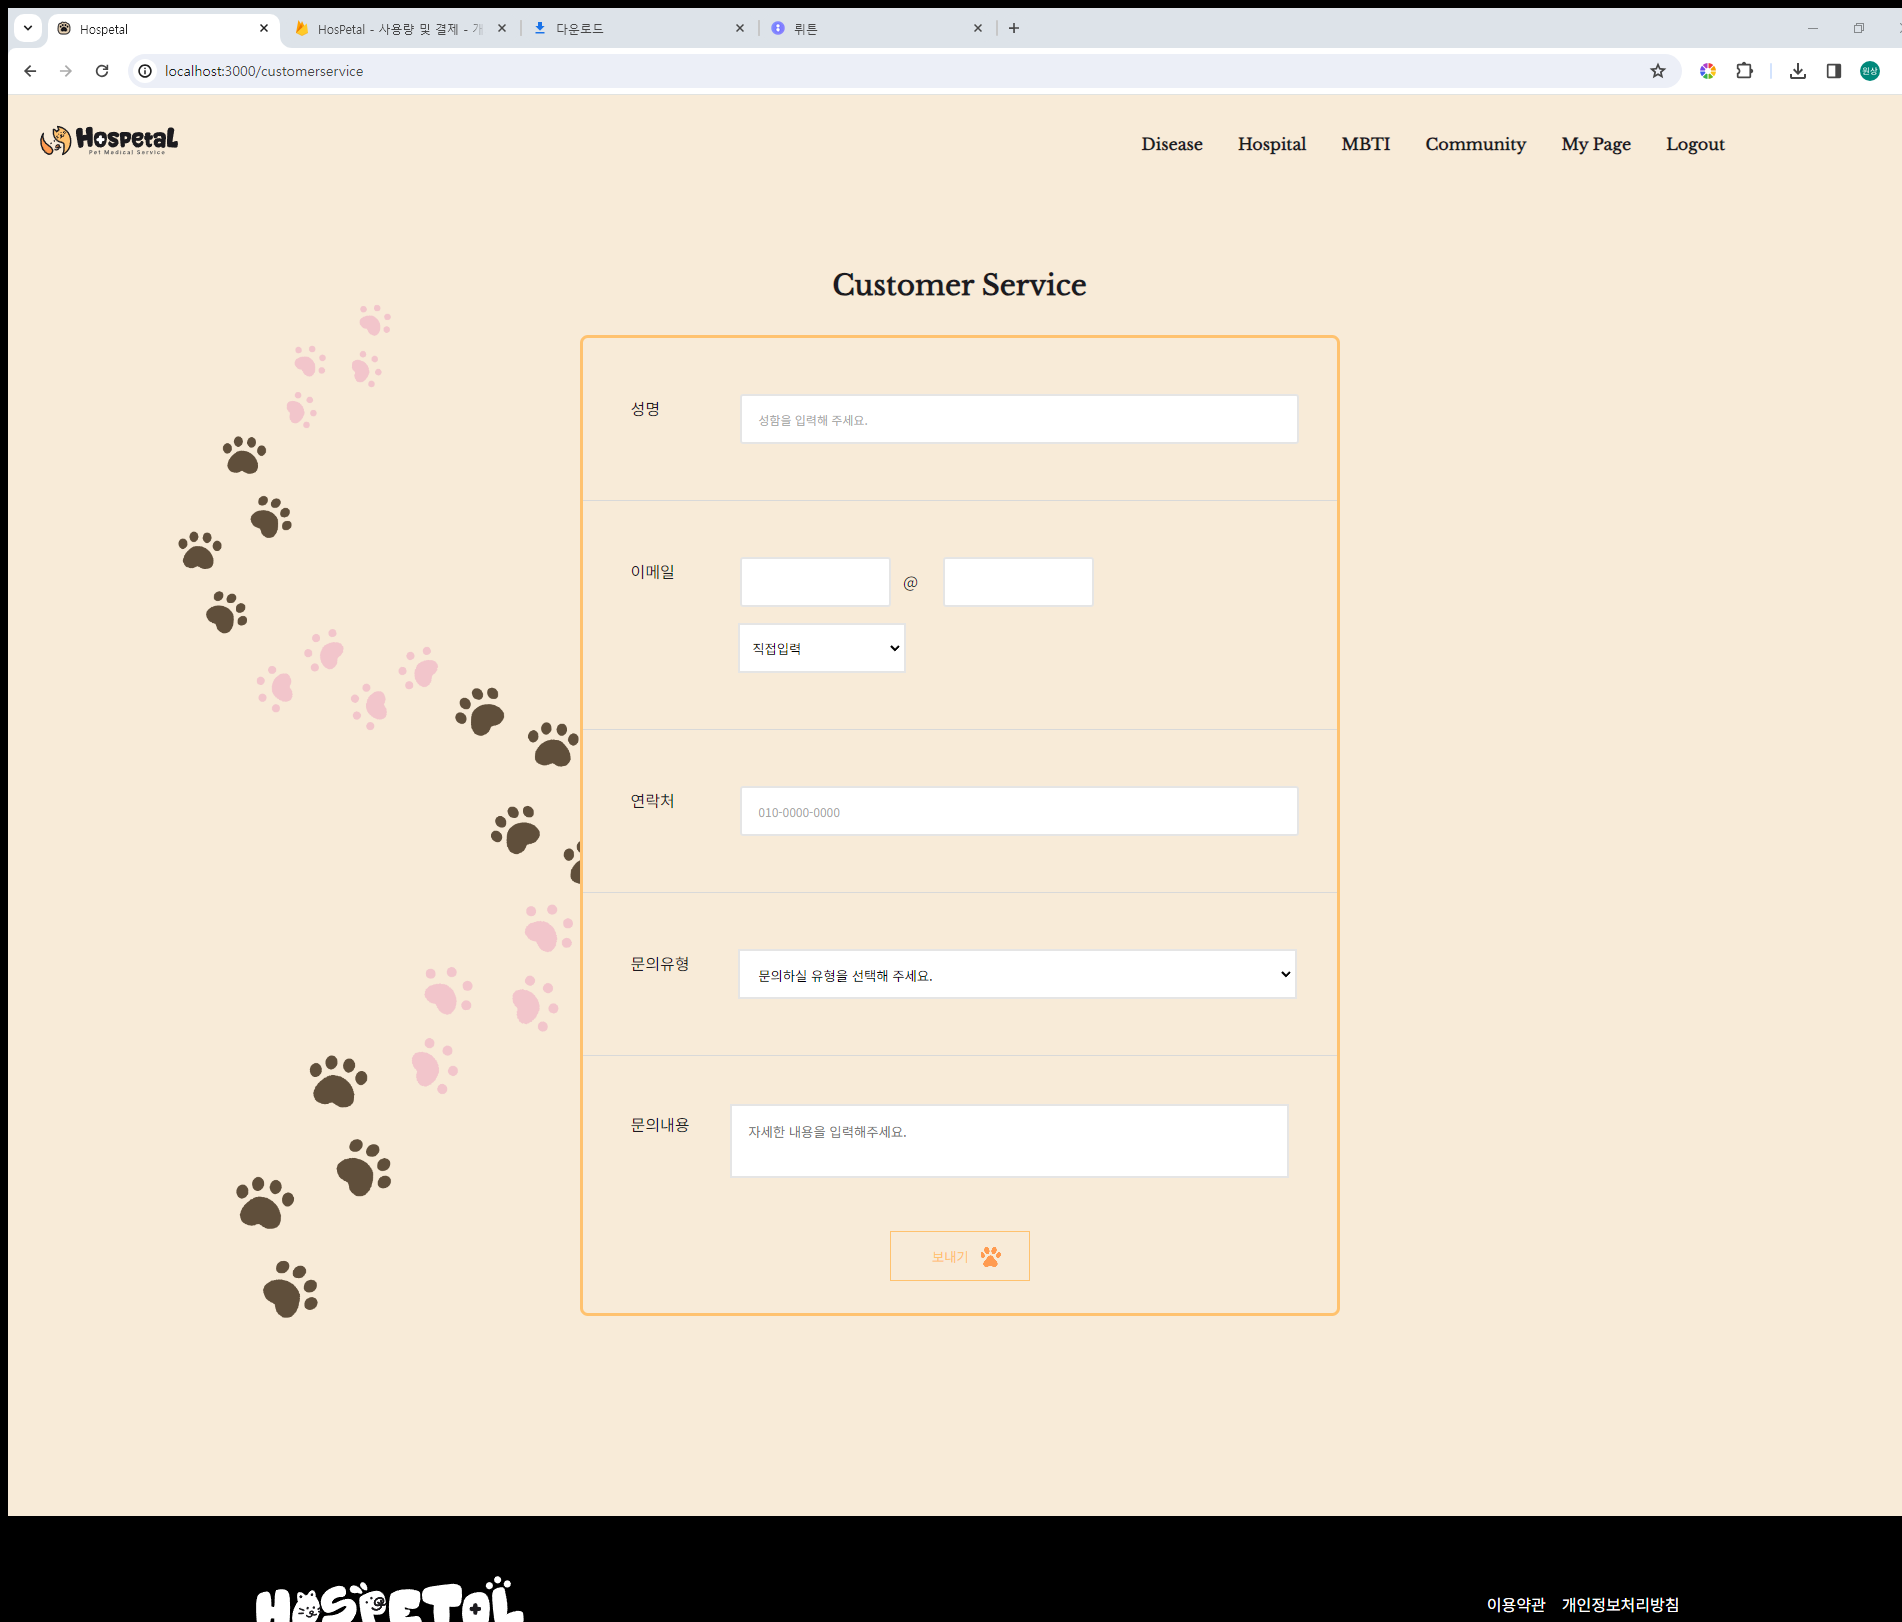 Hospetal
HosPetal - 사용량 및 결제 - 개
다운로드
뤼튼
localhost:3000/customerservice
원상
Hospetal
Pet Medical Service
Disease Hospital MBTI Community My Page Logout
Customer Service
성명
성함을 입력해 주세요.
이메일
@
직접입력
연락처
010-0000-0000
문의유형
문의하실 유형을 선택해 주세요.
문의내용
자세한 내용을 입력해주세요.
보내기
HOSPETAL
이용약관 개인정보처리방침